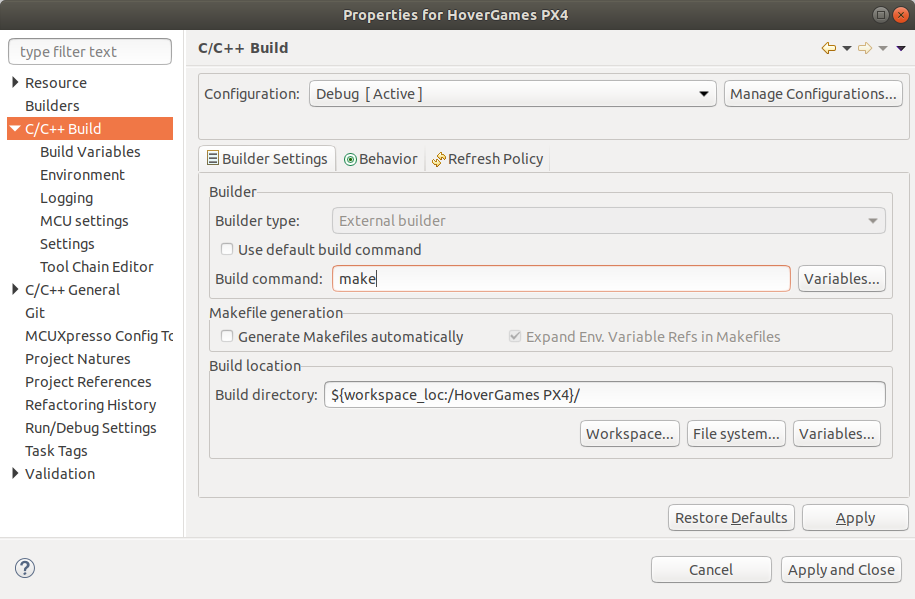 Properties for HoverGames PX4
type filter text
Resource
Builders
C/C++ Build
Build Variables
Environment
Logging
MCU settings
Settings
Tool Chain Editor
C/C++ General
Git
MCUXpresso Config To
Project Natures
Project References
Refactoring History
Run/Debug Settings
Task Tags
Validation
C/C++ Build
Configuration: Debug [ Active ] Manage Configurations...
Builder Settings Behavior Refresh Policy
Builder
Builder type: External builder
Use default build command
Build command: make Variables...
Makefile generation
Generate Makefiles automatically Expand Env. Variable Refs in Makefiles
Build location
Build directory: ${workspace_loc:/HoverGames PX4}/
Workspace... File system... Variables...
Restore Defaults Apply
? Cancel Apply and Close